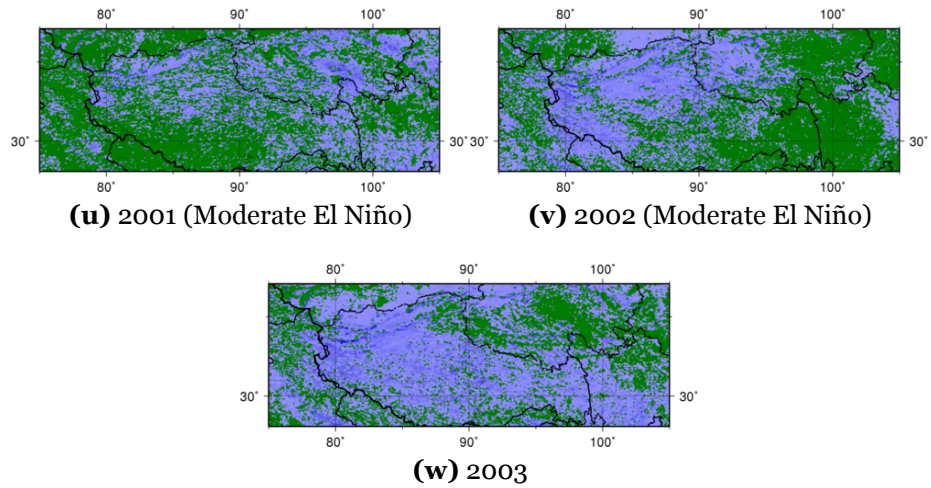 80˚ 90˚ 100˚ 80˚ 90˚ 100˚
30˚ 30˚ 30˚ 30˚
80˚ 90˚ 100˚ 80˚ 90˚ 100˚
(u) 2001 (Moderate El Niño) (v) 2002 (Moderate El Niño)
80˚ 90˚ 100˚
30˚ 30˚
80˚ 90˚ 100˚
(w) 2003